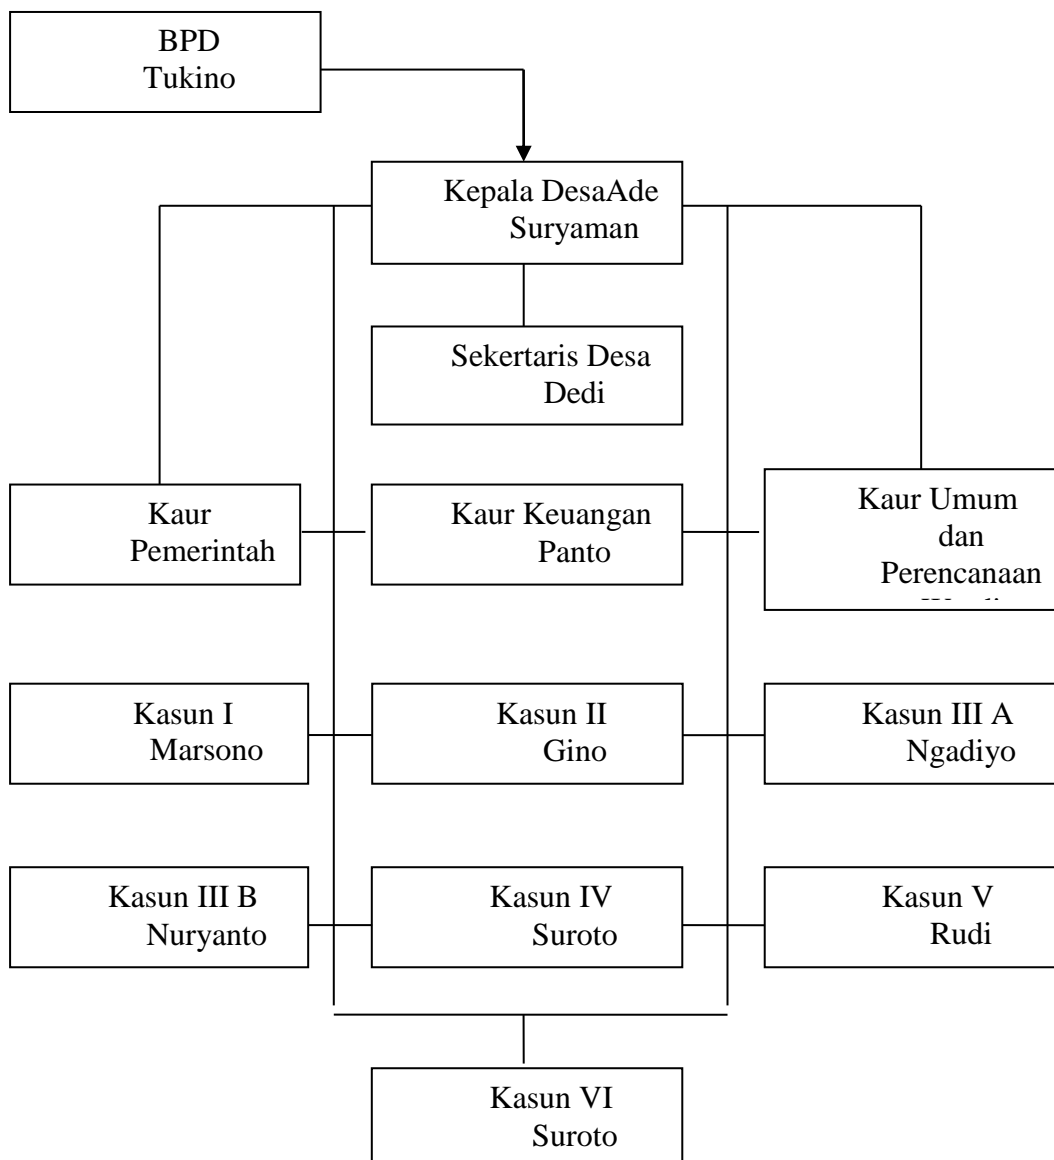 BPD
Tukino
Kepala DesaAde
Suryaman
Sekertaris Desa
Dedi
Kaur
Pemerintah
Kaur Keuangan
Panto
Kaur Umum
dan
Perencanaan
Kasun I
Marsono
Kasun II
Gino
Kasun III A
Ngadiyo
Kasun III B
Nuryanto
Kasun IV
Suroto
Kasun V
Rudi
Kasun VI
Suroto